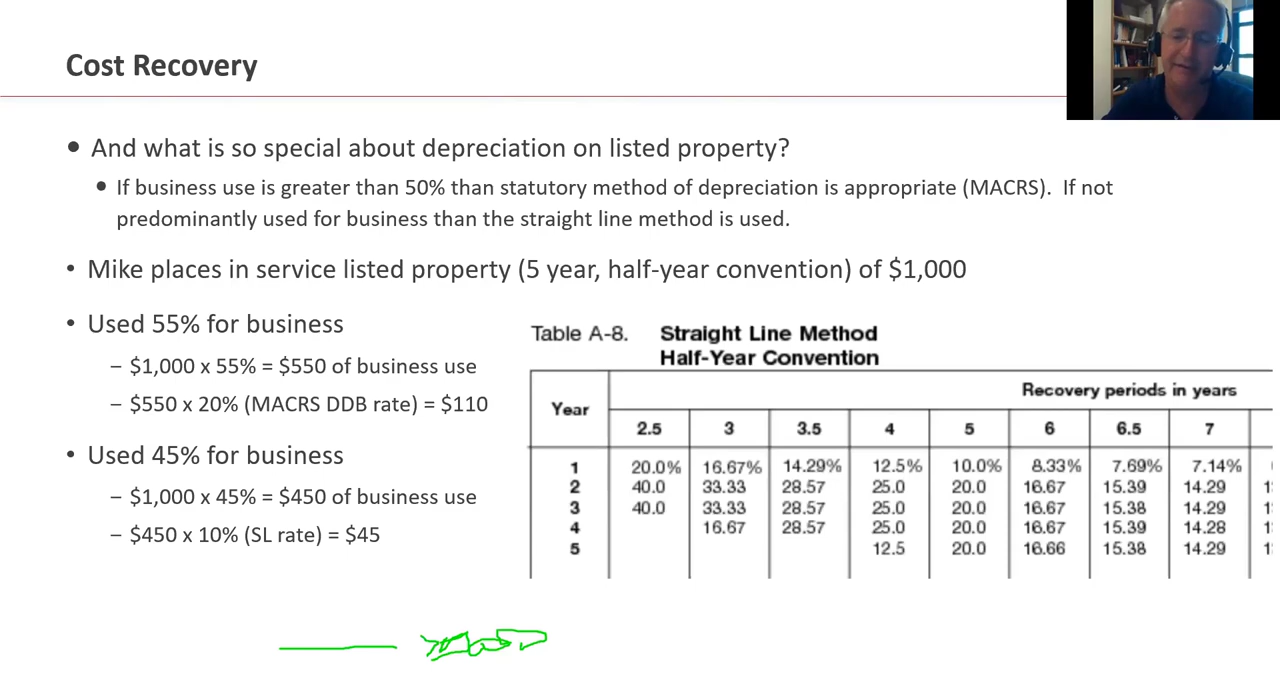 Cost Recovery
• And what is so special about depreciation on listed property?
• If business use is greater than 50% than statutory method of depreciation is appropriate (MACRS). If not
predominantly used for business than the straight line method is used.
• Mike places in service listed property (5 year, half-year convention) of $1,000
• Used 55% for business
– $1,000 x 55% = $550 of business use
– $550 x 20% (MACRS DDB rate) = $110
• Used 45% for business
– $1,000 x 45% = $450 of business use
– $450 x 10% (SL rate) = $45
Table A-8. Straight Line Method
Half-Year Convention
Year Recovery periods in years
2.5 3 3.5 4 5 6 6.5 7
1 20.0% 16.67% 14.29% 12.5% 10.0% 8.33% 7.69% 7.14%
2 40.0 33.33 28.57 25.0 20.0 16.67 15.39 14.29
3 40.0 33.33 28.57 25.0 20.0 16.67 15.38 14.29
4 16.67 28.57 25.0 20.0 16.67 15.39 14.28
5 12.5 20.0 16.66 15.38 14.29